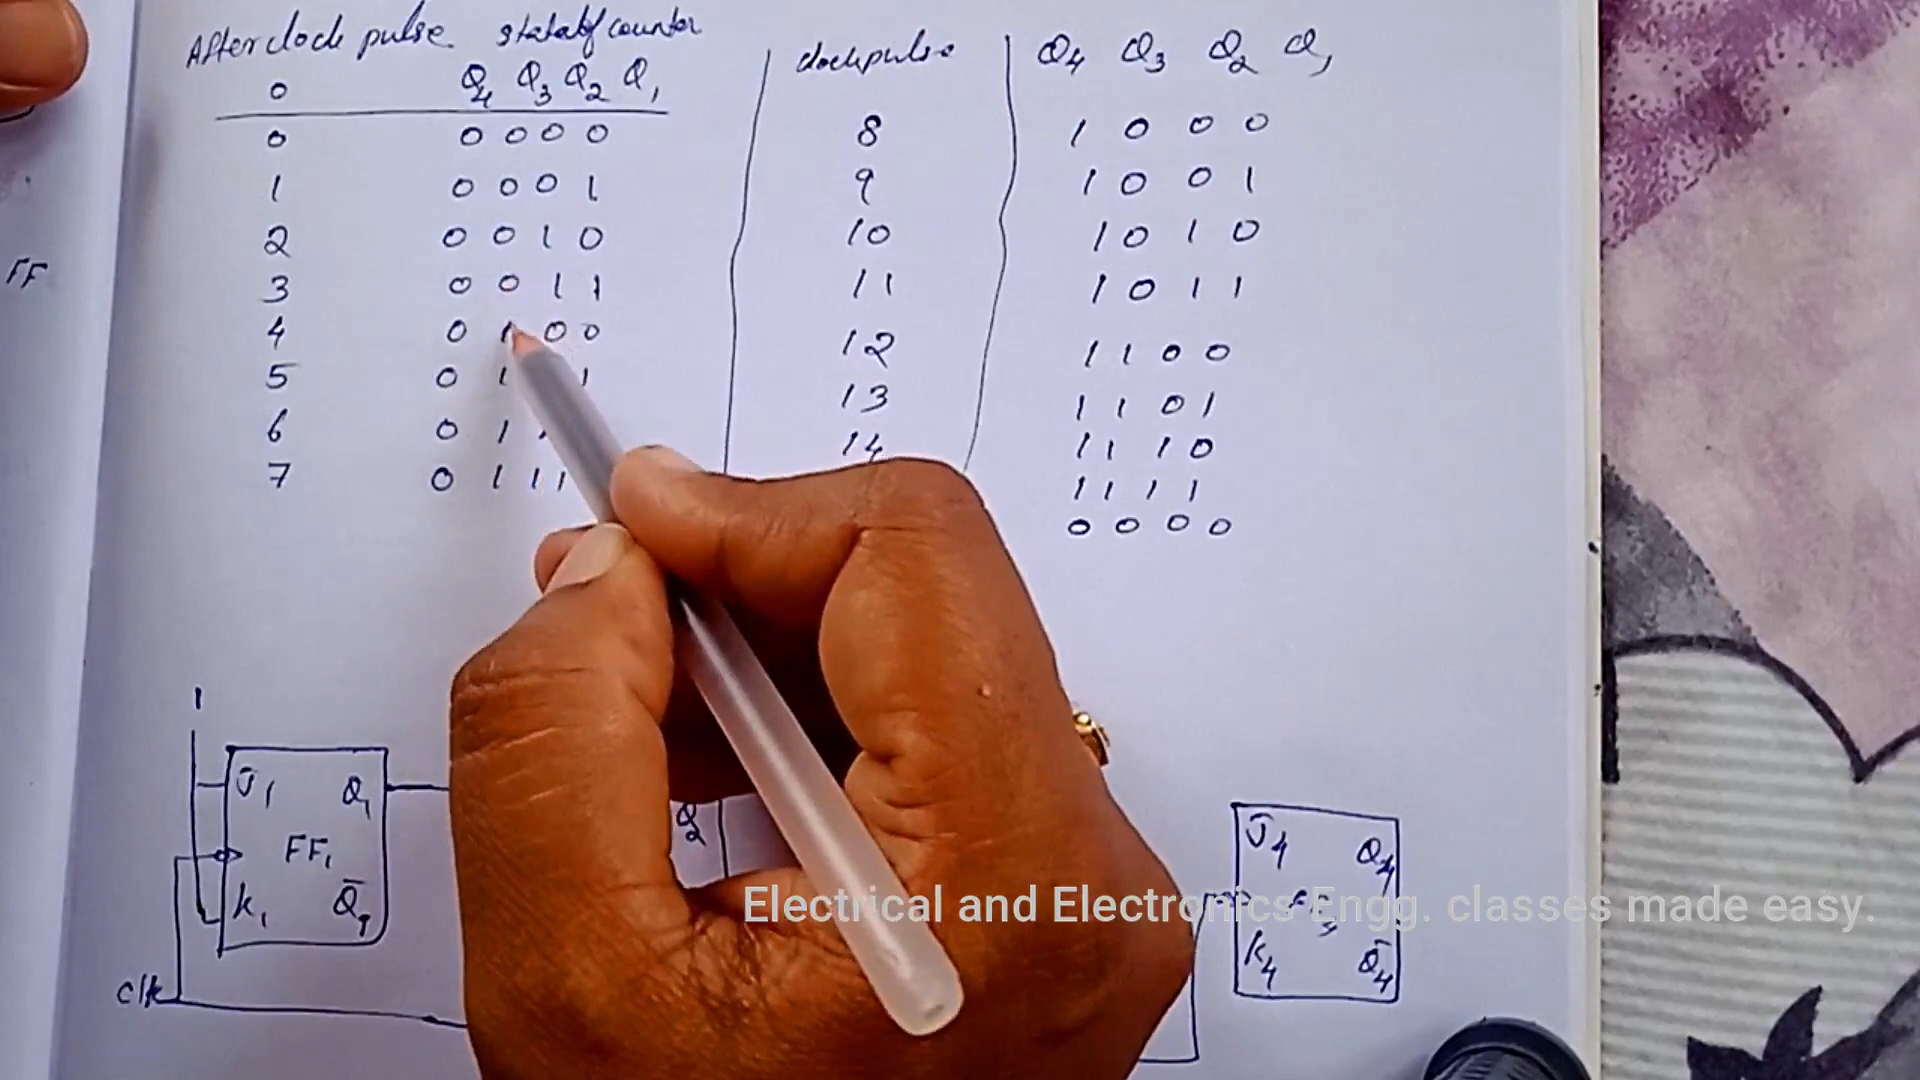 After clock pulse. State of counter
0 Q4 Q3 Q2 Q1
0 0 0 0 0
1 0 0 0 1
2 0 0 1 0
3 0 0 1 1
4 0 1 0 0
5 0 1 1
6 0 1
7 0 1 1 1
clock pulse Q4 Q3 Q2 Q1
8 1 0 0 0
9 1 0 0 1
10 1 0 1 0
11 1 0 1 1
12 1 1 0 0
13 1 1 0 1
14 1 1 1 0
1 1 1 1
0 0 0 0
FF
1
J1 Q1
FF1
K1
clk
Q2
J4 Q4
K4 Q̄4
Electrical and Electronics Engg. classes made easy.